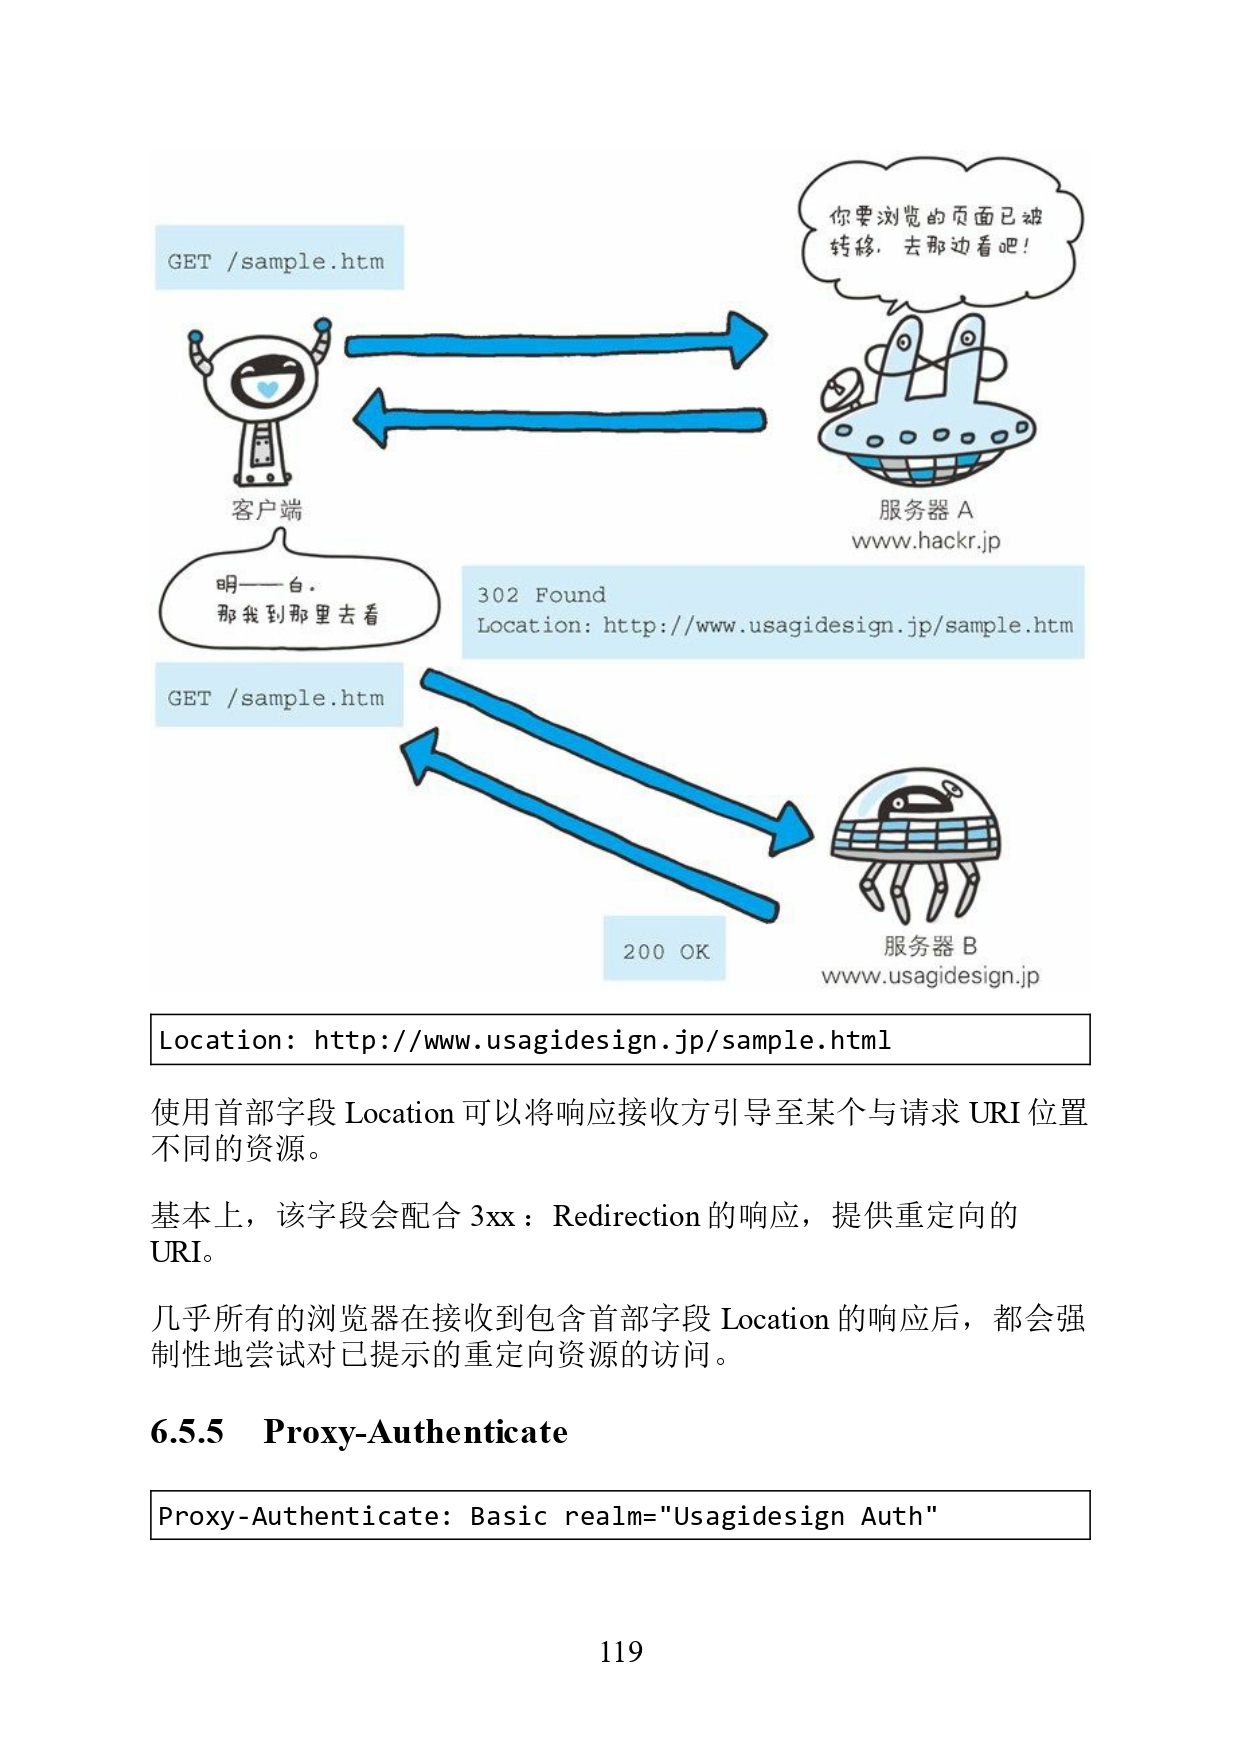 你要浏览的页面已被
转移，去那边看吧！
GET /sample.htm
客户端
服务器 A
www.hackr.jp
明——白．
那我到那里去看
302 Found
Location: http://www.usagidesign.jp/sample.htm
GET /sample.htm
200 OK
服务器 B
www.usagidesign.jp
Location: http://www.usagidesign.jp/sample.html
使用首部字段 Location 可以将响应接收方引导至某个与请求 URI 位置
不同的资源。
基本上，该字段会配合 3xx ：Redirection 的响应，提供重定向的
URI。
几乎所有的浏览器在接收到包含首部字段 Location 的响应后，都会强
制性地尝试对已提示的重定向资源的访问。
6.5.5 Proxy-Authenticate
Proxy-Authenticate: Basic realm="Usagidesign Auth"
119